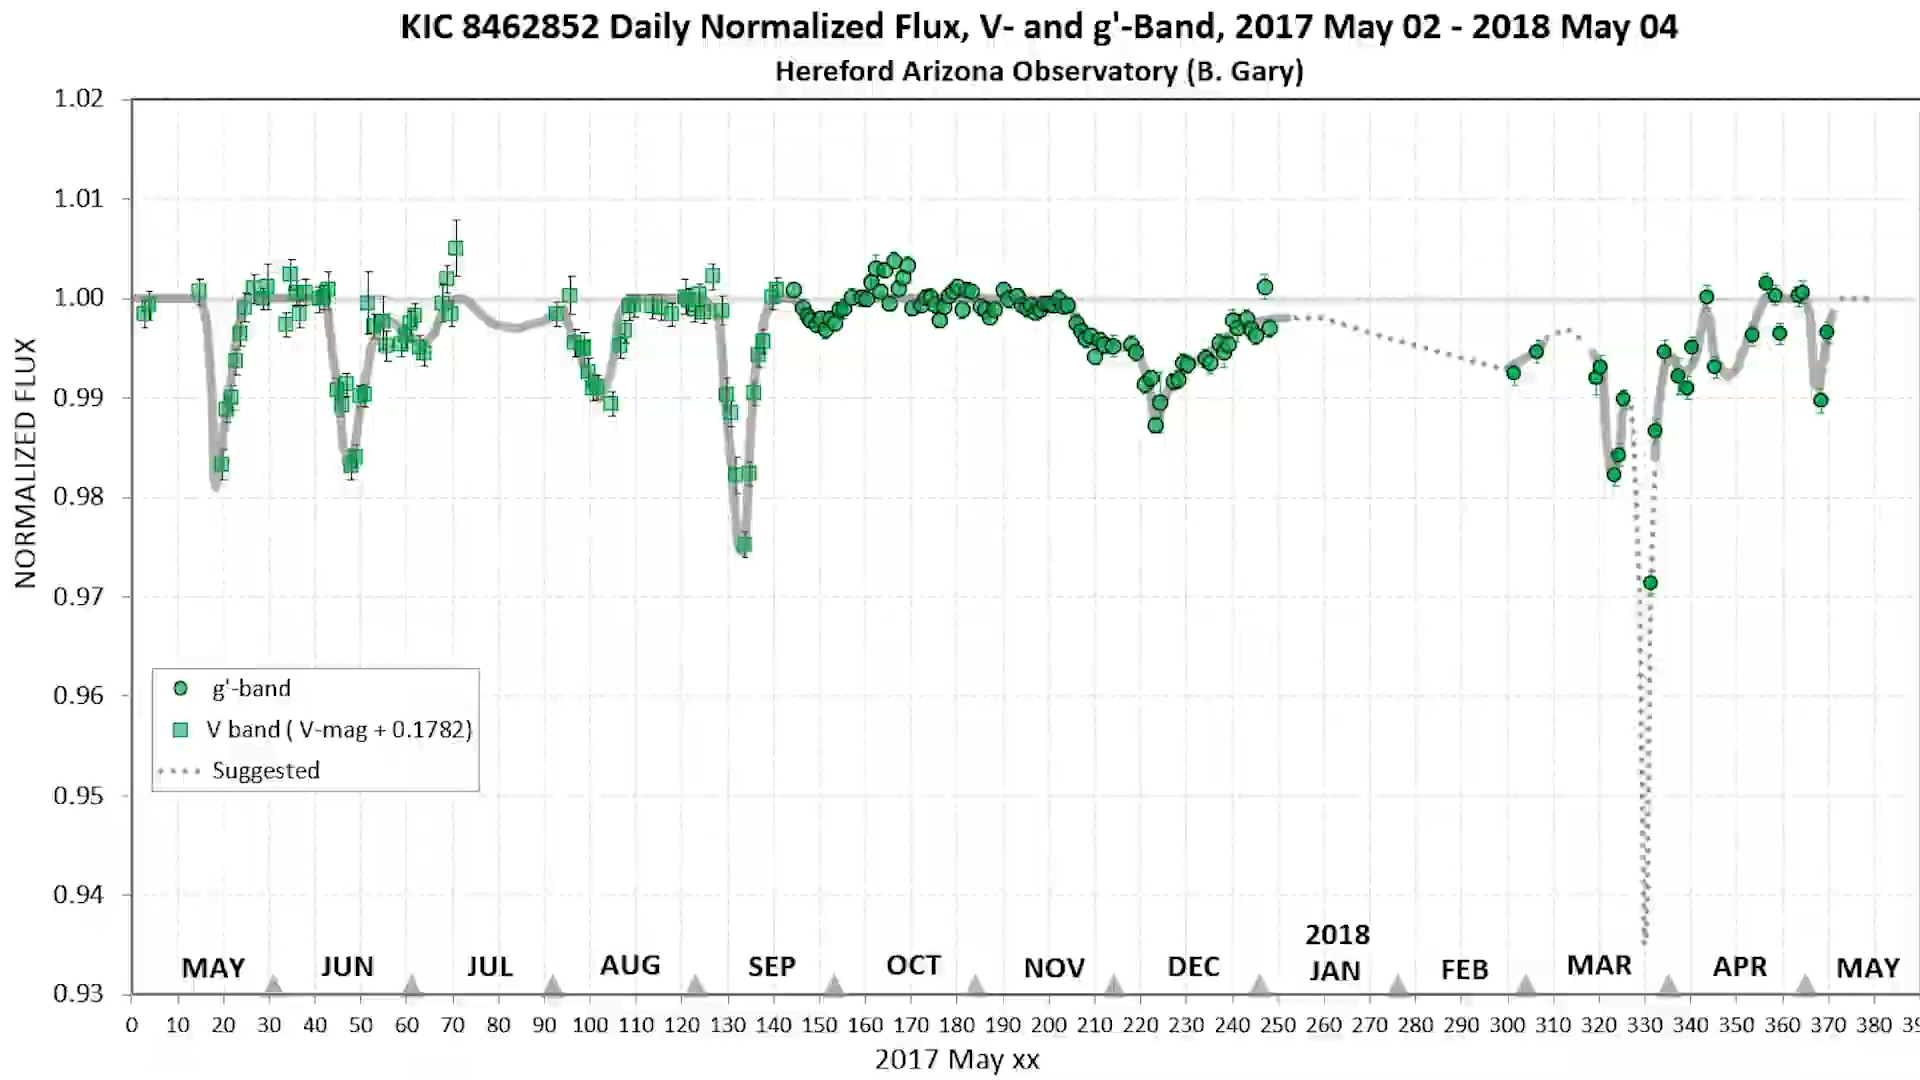 KIC 8462852 Daily Normalized Flux, V- and g'-Band, 2017 May 02 - 2018 May 04
Hereford Arizona Observatory (B. Gary)
1.02
1.01
1.00
0.99
0.98
0.97
0.96
0.95
0.94
0.93
NORMALIZED FLUX
g'-band
V band ( V-mag + 0.1782)
Suggested
2018
MAY JUN JUL AUG SEP OCT NOV DEC JAN FEB MAR APR MAY
0 10 20 30 40 50 60 70 80 90 100 110 120 130 140 150 160 170 180 190 200 210 220 230 240 250 260 270 280 290 300 310 320 330 340 350 360 370 380
2017 May xx